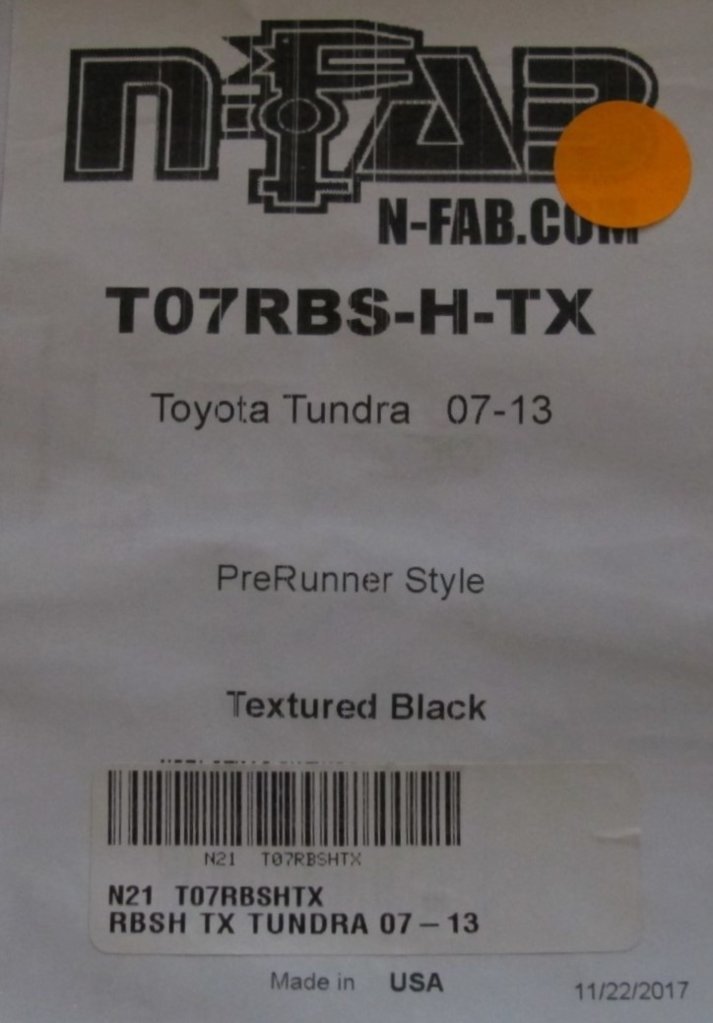 n-FAB
N-FAB.COM
T07RBS-H-TX
Toyota Tundra 07-13
PreRunner Style
Textured Black
N21 T07RBSHTX
N21 T07RBSHTX
RBSH TX TUNDRA 07 – 13
Made in USA
11/22/2017